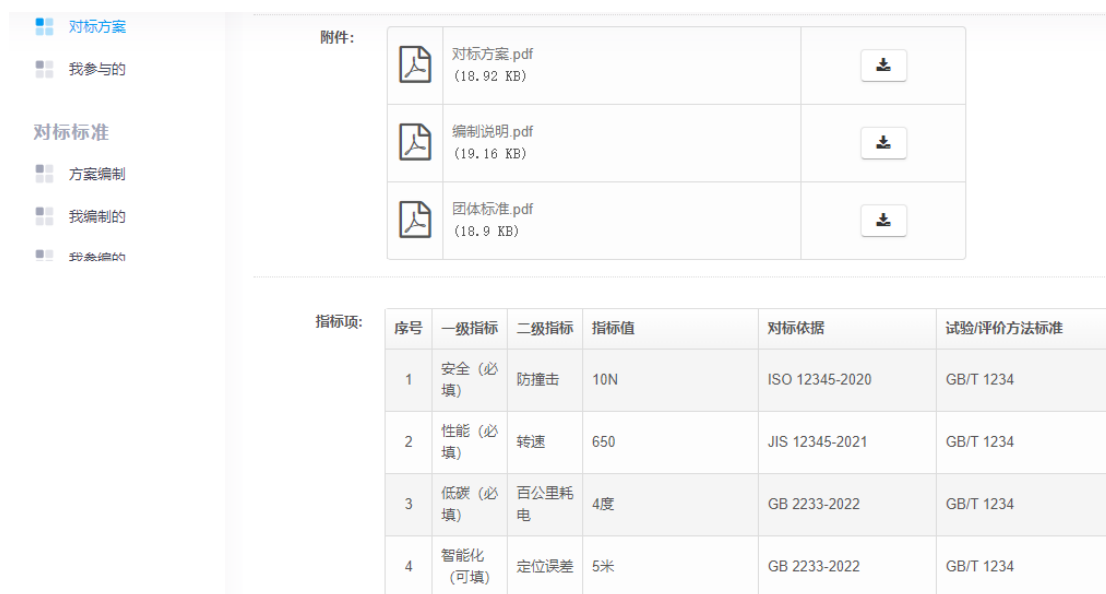 对标方案
我参与的
对标标准
方案编制
我编制的
我参编的
附件:
对标方案.pdf
(18.92 KB)
编制说明.pdf
(19.16 KB)
团体标准.pdf
(18.9 KB)
指标项:
序号 一级指标 二级指标 指标值 对标依据 试验/评价方法标准
1 安全（必填） 防撞击 10N ISO 12345-2020 GB/T 1234
2 性能（必填） 转速 650 JIS 12345-2021 GB/T 1234
3 低碳（必填） 百公里耗电 4度 GB 2233-2022 GB/T 1234
4 智能化（可填） 定位误差 5米 GB 2233-2022 GB/T 1234